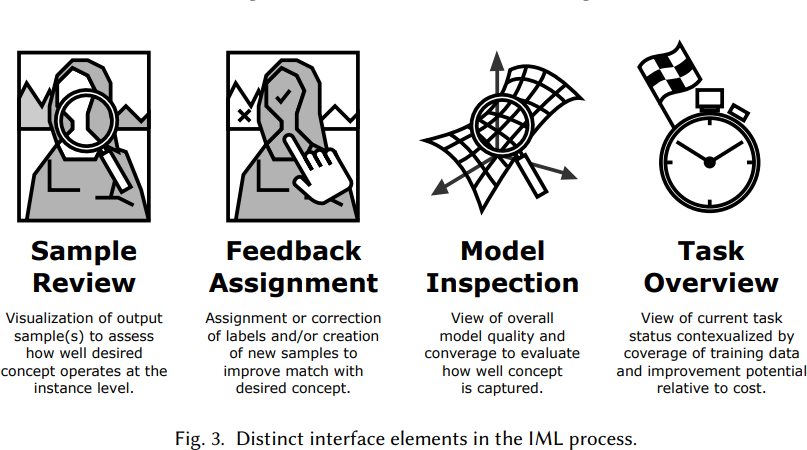 Sample
Review
Visualization of output
sample(s) to assess
how well desired
concept operates at the
instance level.
Feedback
Assignment
Assignment or correction
of labels and/or creation
of new samples to
improve match with
desired concept.
Model
Inspection
View of overall
model quality and
converage to evaluate
how well concept
is captured.
Task
Overview
View of current task
status contexualized by
coverage of training data
and improvement potential
relative to cost.
Fig. 3. Distinct interface elements in the IML process.